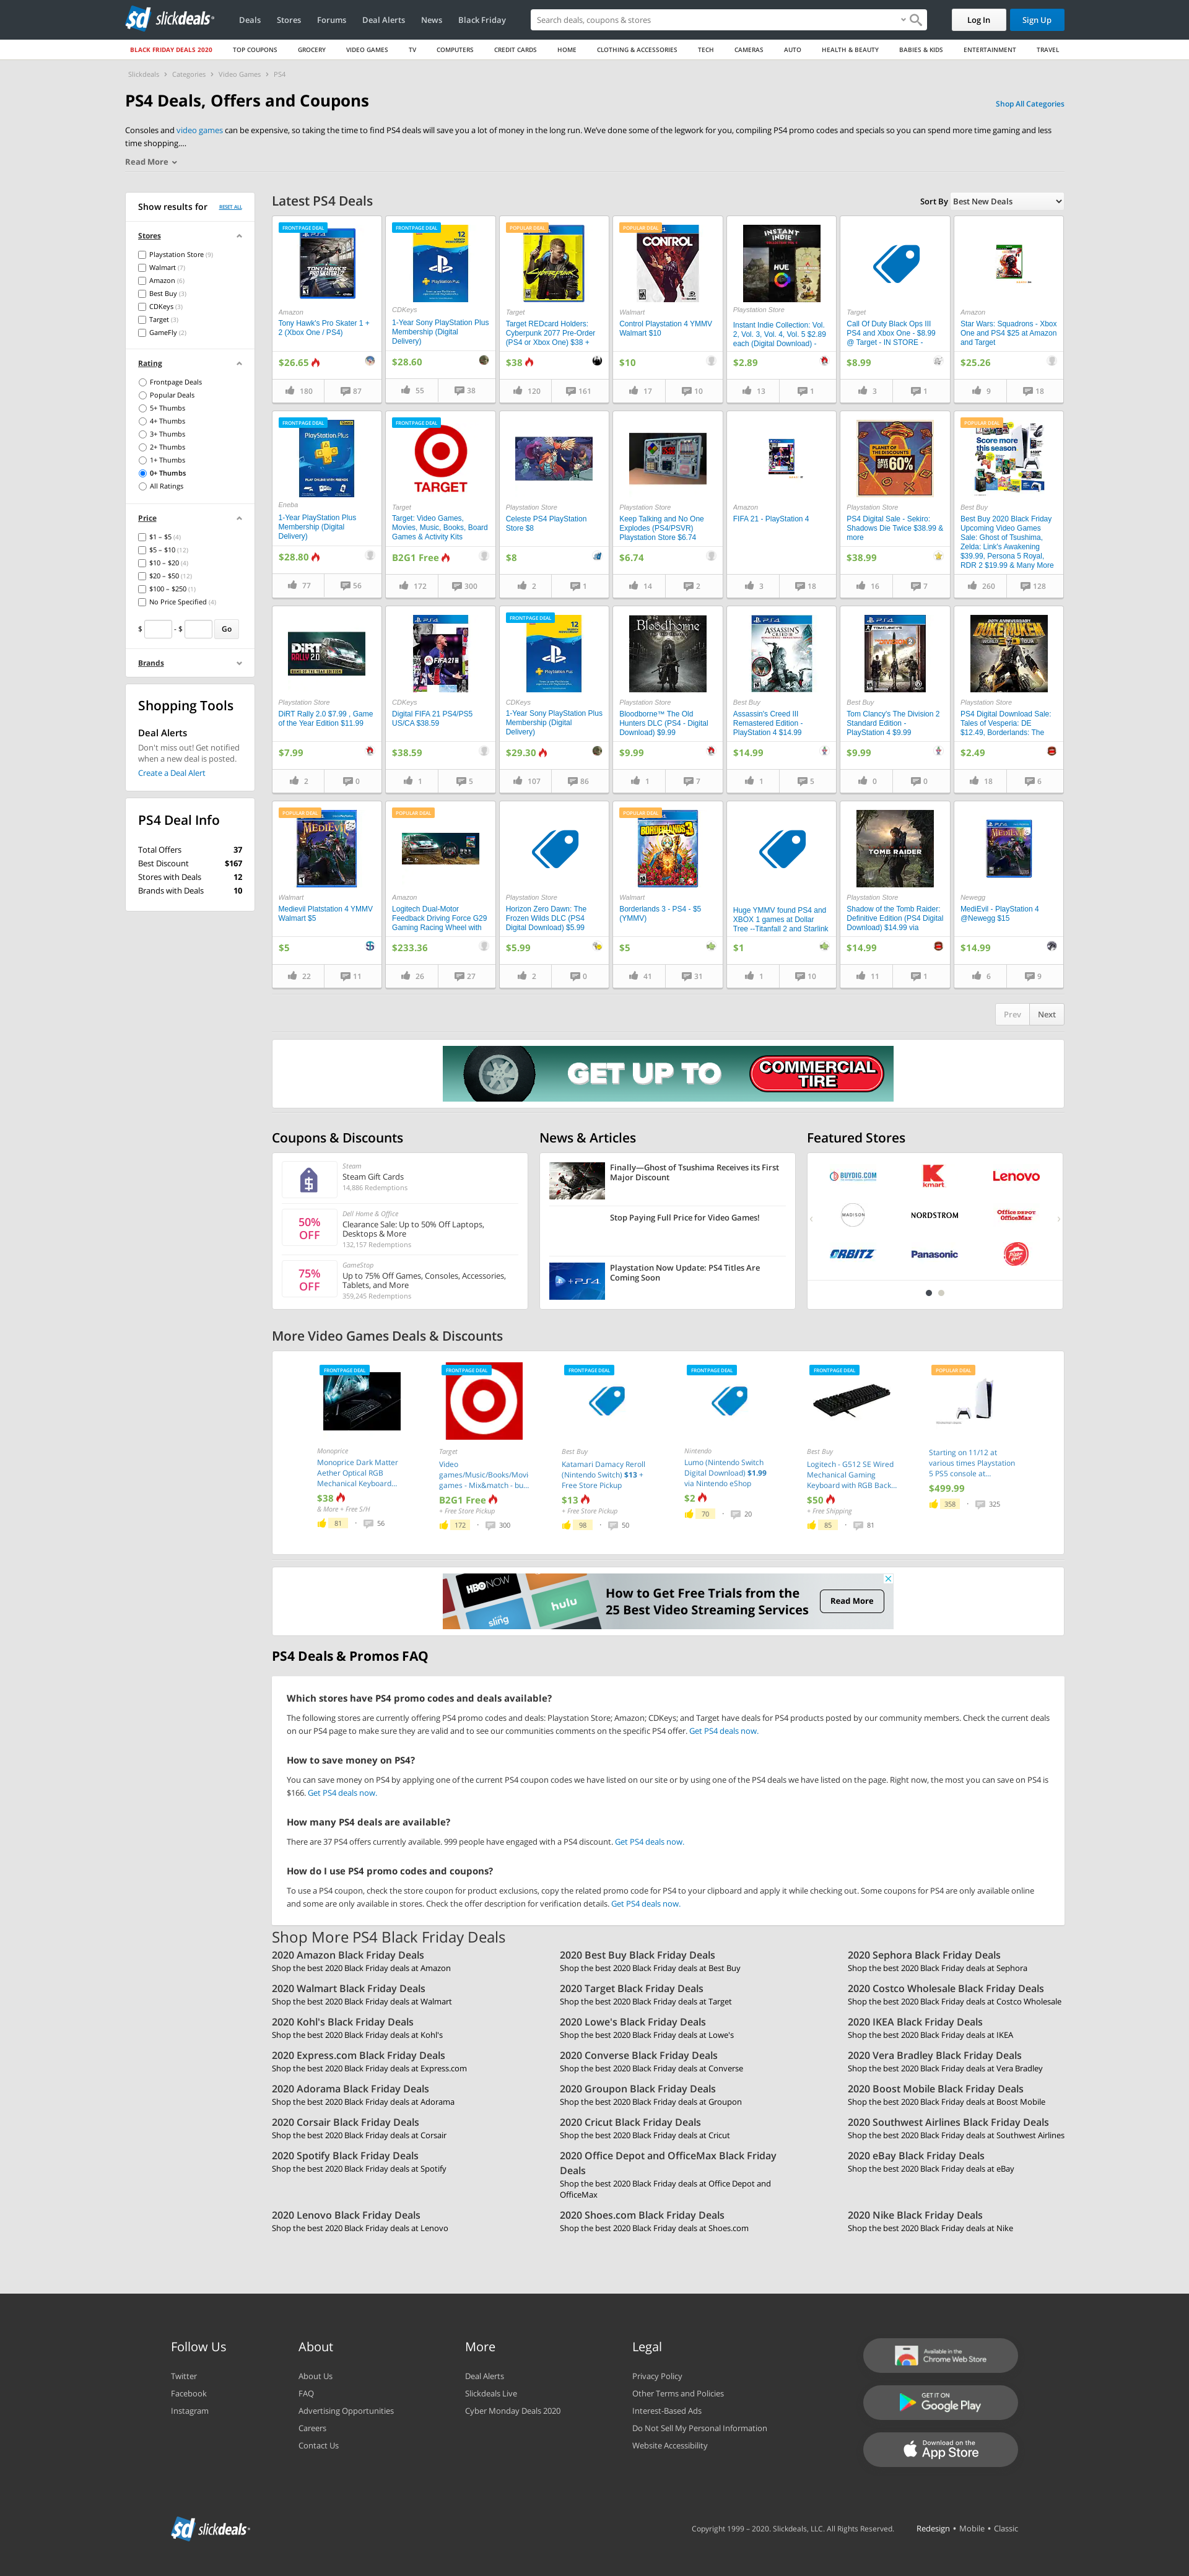 slickdeals
Deals
Stores
Forums
Deal Alerts
News
Black Friday
Search deals, coupons & stores
Log In
Sign Up
BLACK FRIDAY DEALS 2020
TOP COUPONS
GROCERY
VIDEO GAMES
TV
COMPUTERS
CREDIT CARDS
HOME
CLOTHING & ACCESSORIES
TECH
CAMERAS
AUTO
HEALTH & BEAUTY
BABIES & KIDS
ENTERTAINMENT
TRAVEL
Slickdeals > Categories > Video Games > PS4
PS4 Deals, Offers and Coupons
Shop All Categories
Consoles and video games can be expensive, so taking the time to find PS4 deals will save you a lot of money in the long run. We've done some of the legwork for you, compiling PS4 promo codes and specials so you can spend more time gaming and less
time shopping....
Read More
Show results for
RESET ALL
Stores
Playstation Store (9)
Walmart (7)
Amazon (6)
Best Buy (3)
CDKeys (3)
Target (3)
GameFly (2)
Rating
Frontpage Deals
Popular Deals
5+ Thumbs
4+ Thumbs
3+ Thumbs
2+ Thumbs
1+ Thumbs
0+ Thumbs
All Ratings
Price
$1 – $5 (4)
$5 – $10 (12)
$10 – $20 (4)
$20 – $50 (12)
$100 – $250 (1)
No Price Specified (4)
$ - $ Go
Brands
Shopping Tools
Deal Alerts
Don't miss out! Get notified
when a new deal is posted.
Create a Deal Alert
PS4 Deal Info
Total Offers 37
Best Discount $167
Stores with Deals 12
Brands with Deals 10
Latest PS4 Deals
Sort By Best New Deals
FRONTPAGE DEAL
Amazon
Tony Hawk's Pro Skater 1 +
2 (Xbox One / PS4)
$26.65
180 87
FRONTPAGE DEAL
CDKeys
1-Year Sony PlayStation Plus
Membership (Digital
Delivery)
$28.60
55 38
POPULAR DEAL
Target
Target REDcard Holders:
Cyberpunk 2077 Pre-Order
(PS4 or Xbox One) $38 +
$38
120 161
POPULAR DEAL
CONTROL
Walmart
Control Playstation 4 YMMV
Walmart $10
$10
17 10
INSTANT
INDIE
HUE
Playstation Store
Instant Indie Collection: Vol.
2, Vol. 3, Vol. 4, Vol. 5 $2.89
each (Digital Download) -
$2.89
13 1
Target
Call Of Duty Black Ops III
PS4 and Xbox One - $8.99
@ Target - IN STORE -
$8.99
3 1
Amazon
Star Wars: Squadrons - Xbox
One and PS4 $25 at Amazon
and Target
$25.26
9 18
FRONTPAGE DEAL
PlayStation Plus
Eneba
1-Year PlayStation Plus
Membership (Digital
Delivery)
$28.80
77 56
FRONTPAGE DEAL
TARGET
Target
Target: Video Games,
Movies, Music, Books, Board
Games & Activity Kits
B2G1 Free
172 300
Playstation Store
Celeste PS4 PlayStation
Store $8
$8
2 1
Playstation Store
Keep Talking and No One
Explodes (PS4/PSVR)
Playstation Store $6.74
$6.74
14 2
Amazon
FIFA 21 - PlayStation 4
3 18
PLANET OF
THE DISCOUNTS
60%
Playstation Store
PS4 Digital Sale - Sekiro:
Shadows Die Twice $38.99 &
more
$38.99
16 7
POPULAR DEAL
Score more
this season
Best Buy
Best Buy 2020 Black Friday
Upcoming Video Games
Sale: Ghost of Tsushima,
Zelda: Link's Awakening
$39.99, Persona 5 Royal,
RDR 2 $19.99 & Many More
260 128
DiRT
RALLY 2.0
Playstation Store
DiRT Rally 2.0 $7.99 , Game
of the Year Edition $11.99
$7.99
2 0
FIFA 21
CDKeys
Digital FIFA 21 PS4/PS5
US/CA $38.59
$38.59
1 5
FRONTPAGE DEAL
CDKeys
1-Year Sony PlayStation Plus
Membership (Digital
Delivery)
$29.30
107 86
Bloodborne
Playstation Store
Bloodborne™ The Old
Hunters DLC (PS4 - Digital
Download) $9.99
$9.99
1 7
ASSASSIN'S
CREED III
Best Buy
Assassin's Creed III
Remastered Edition -
PlayStation 4 $14.99
$14.99
1 5
Best Buy
Tom Clancy's The Division 2
Standard Edition -
PlayStation 4 $9.99
$9.99
0 0
DUKE NUKEM
Playstation Store
PS4 Digital Download Sale:
Tales of Vesperia: DE
$12.49, Borderlands: The
$2.49
18 6
POPULAR DEAL
MEDIEVIL
Walmart
Medievil Platstation 4 YMMV
Walmart $5
$5
22 11
POPULAR DEAL
Amazon
Logitech Dual-Motor
Feedback Driving Force G29
Gaming Racing Wheel with
$233.36
26 27
Playstation Store
Horizon Zero Dawn: The
Frozen Wilds DLC (PS4
Digital Download) $5.99
$5.99
2 0
POPULAR DEAL
BORDERLANDS 3
Walmart
Borderlands 3 - PS4 - $5
(YMMV)
$5
41 31
Huge YMMV found PS4 and
XBOX 1 games at Dollar
Tree --Titanfall 2 and Starlink
$1
1 10
TOMB RAIDER
Playstation Store
Shadow of the Tomb Raider:
Definitive Edition (PS4 Digital
Download) $14.99 via
$14.99
11 1
Newegg
MediEvil - PlayStation 4
@Newegg $15
$14.99
6 9
Prev Next
GET UP TO
COMMERCIAL
TIRE
Coupons & Discounts
Steam
Steam Gift Cards
14,886 Redemptions
50%
OFF
Dell Home & Office
Clearance Sale: Up to 50% Off Laptops,
Desktops & More
132,157 Redemptions
75%
OFF
GameStop
Up to 75% Off Games, Consoles, Accessories,
Tablets, and More
359,245 Redemptions
News & Articles
Finally—Ghost of Tsushima Receives its First
Major Discount
Stop Paying Full Price for Video Games!
+PS4
Playstation Now Update: PS4 Titles Are
Coming Soon
Featured Stores
BUYDIG.COM
kmart
Lenovo
MADISON
NORDSTROM
Office DEPOT
OfficeMax
ORBITZ
Panasonic
More Video Games Deals & Discounts
FRONTPAGE DEAL
Monoprice
Monoprice Dark Matter
Aether Optical RGB
Mechanical Keyboard...
$38
& More + Free S/H
81 • 56
FRONTPAGE DEAL
Target
Video
games/Music/Books/Movi
games - Mix&match - bu...
B2G1 Free
+ Free Store Pickup
172 • 300
FRONTPAGE DEAL
Best Buy
Katamari Damacy Reroll
(Nintendo Switch) $13 +
Free Store Pickup
$13
+ Free Store Pickup
98 • 50
FRONTPAGE DEAL
Nintendo
Lumo (Nintendo Switch
Digital Download) $1.99
via Nintendo eShop
$2
70 • 20
FRONTPAGE DEAL
Best Buy
Logitech - G512 SE Wired
Mechanical Gaming
Keyboard with RGB Back...
$50
+ Free Shipping
85 • 81
POPULAR DEAL
Starting on 11/12 at
various times Playstation
5 PS5 console at...
$499.99
358 • 325
HBO NOW
sling
hulu
How to Get Free Trials from the
25 Best Video Streaming Services
Read More
PS4 Deals & Promos FAQ
Which stores have PS4 promo codes and deals available?
The following stores are currently offering PS4 promo codes and deals: Playstation Store; Amazon; CDKeys; and Target have deals for PS4 products posted by our community members. Check the current deals
on our PS4 page to make sure they are valid and to see our communities comments on the specific PS4 offer. Get PS4 deals now.
How to save money on PS4?
You can save money on PS4 by applying one of the current PS4 coupon codes we have listed on our site or by using one of the PS4 deals we have listed on the page. Right now, the most you can save on PS4 is
$166. Get PS4 deals now.
How many PS4 deals are available?
There are 37 PS4 offers currently available. 999 people have engaged with a PS4 discount. Get PS4 deals now.
How do I use PS4 promo codes and coupons?
To use a PS4 coupon, check the store coupon for product exclusions, copy the related promo code for PS4 to your clipboard and apply it while checking out. Some coupons for PS4 are only available online
and some are only available in stores. Check the offer description for verification details. Get PS4 deals now.
Shop More PS4 Black Friday Deals
2020 Amazon Black Friday Deals
Shop the best 2020 Black Friday deals at Amazon
2020 Best Buy Black Friday Deals
Shop the best 2020 Black Friday deals at Best Buy
2020 Sephora Black Friday Deals
Shop the best 2020 Black Friday deals at Sephora
2020 Walmart Black Friday Deals
Shop the best 2020 Black Friday deals at Walmart
2020 Target Black Friday Deals
Shop the best 2020 Black Friday deals at Target
2020 Costco Wholesale Black Friday Deals
Shop the best 2020 Black Friday deals at Costco Wholesale
2020 Kohl's Black Friday Deals
Shop the best 2020 Black Friday deals at Kohl's
2020 Lowe's Black Friday Deals
Shop the best 2020 Black Friday deals at Lowe's
2020 IKEA Black Friday Deals
Shop the best 2020 Black Friday deals at IKEA
2020 Express.com Black Friday Deals
Shop the best 2020 Black Friday deals at Express.com
2020 Converse Black Friday Deals
Shop the best 2020 Black Friday deals at Converse
2020 Vera Bradley Black Friday Deals
Shop the best 2020 Black Friday deals at Vera Bradley
2020 Adorama Black Friday Deals
Shop the best 2020 Black Friday deals at Adorama
2020 Groupon Black Friday Deals
Shop the best 2020 Black Friday deals at Groupon
2020 Boost Mobile Black Friday Deals
Shop the best 2020 Black Friday deals at Boost Mobile
2020 Corsair Black Friday Deals
Shop the best 2020 Black Friday deals at Corsair
2020 Cricut Black Friday Deals
Shop the best 2020 Black Friday deals at Cricut
2020 Southwest Airlines Black Friday Deals
Shop the best 2020 Black Friday deals at Southwest Airlines
2020 Spotify Black Friday Deals
Shop the best 2020 Black Friday deals at Spotify
2020 Office Depot and OfficeMax Black Friday
Deals
Shop the best 2020 Black Friday deals at Office Depot and
OfficeMax
2020 eBay Black Friday Deals
Shop the best 2020 Black Friday deals at eBay
2020 Lenovo Black Friday Deals
Shop the best 2020 Black Friday deals at Lenovo
2020 Shoes.com Black Friday Deals
Shop the best 2020 Black Friday deals at Shoes.com
2020 Nike Black Friday Deals
Shop the best 2020 Black Friday deals at Nike
Follow Us
Twitter
Facebook
Instagram
About
About Us
FAQ
Advertising Opportunities
Careers
Contact Us
More
Deal Alerts
Slickdeals Live
Cyber Monday Deals 2020
Legal
Privacy Policy
Other Terms and Policies
Interest-Based Ads
Do Not Sell My Personal Information
Website Accessibility
Available in the
Chrome Web Store
GET IT ON
Google Play
Download on the
App Store
slickdeals
Copyright 1999 – 2020. Slickdeals, LLC. All Rights Reserved.
Redesign • Mobile • Classic